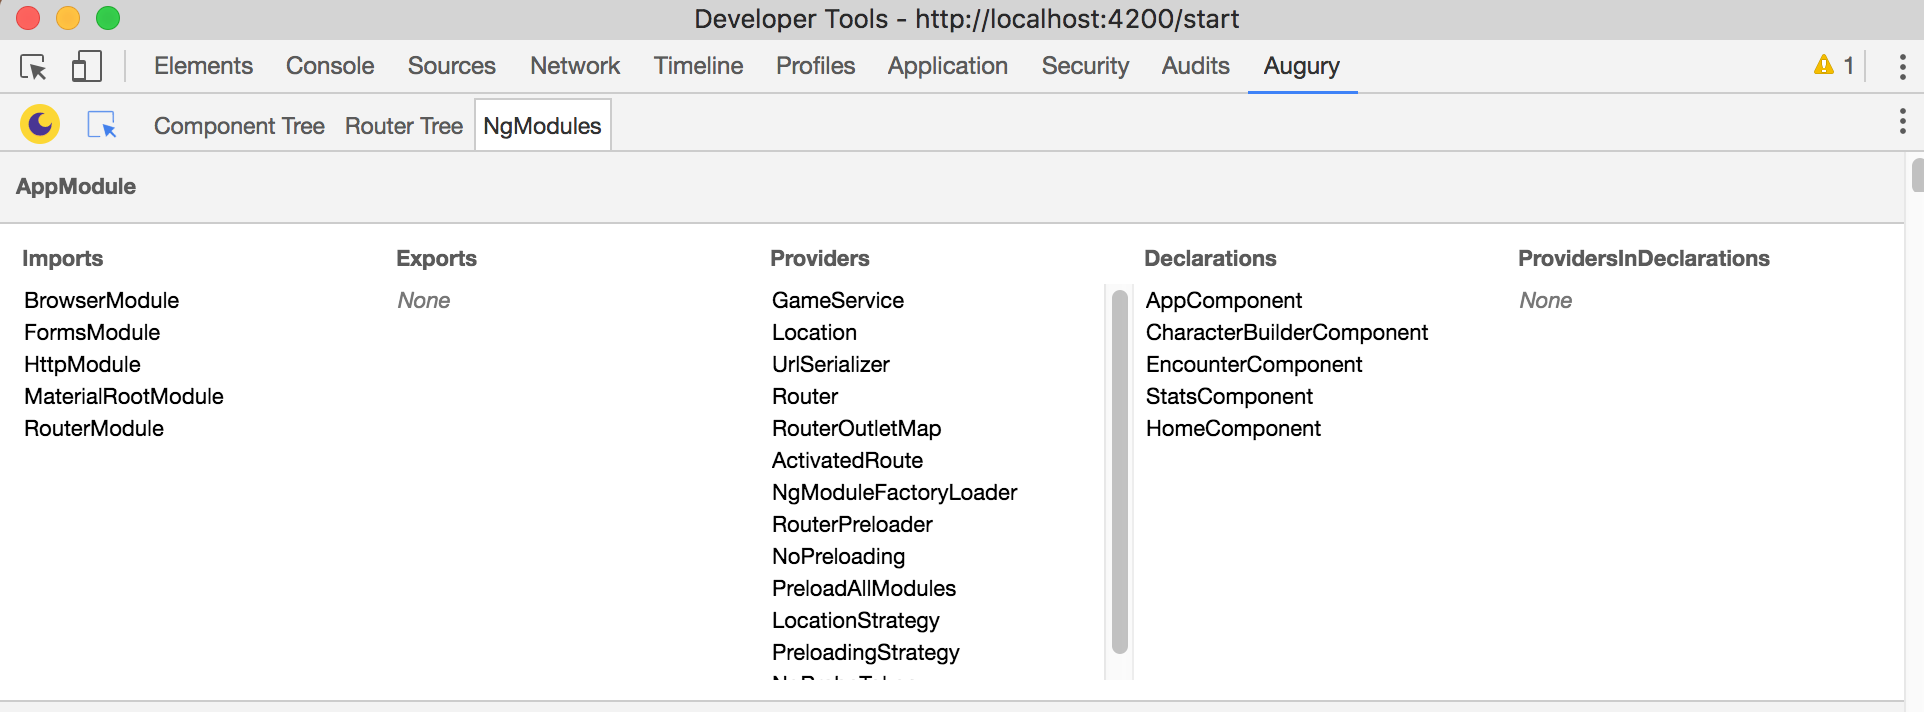 Developer Tools - http://localhost:4200/start
Elements Console Sources Network Timeline Profiles Application Security Audits Augury 1
Component Tree Router Tree NgModules
AppModule
Imports
BrowserModule
FormsModule
HttpModule
MaterialRootModule
RouterModule
Exports
None
Providers
GameService
Location
UrlSerializer
Router
RouterOutletMap
ActivatedRoute
NgModuleFactoryLoader
RouterPreloader
NoPreloading
PreloadAllModules
LocationStrategy
PreloadingStrategy
Declarations
AppComponent
CharacterBuilderComponent
EncounterComponent
StatsComponent
HomeComponent
ProvidersInDeclarations
None